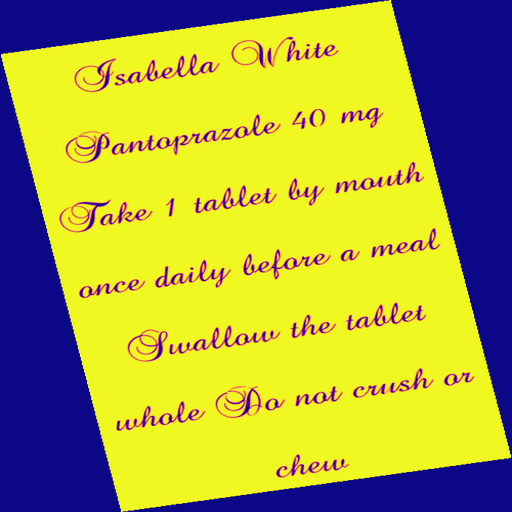 Isabella White
Pantoprazole 40 mg
Take 1 tablet by mouth
once daily before a meal
Swallow the tablet
whole Do not crush or
chew